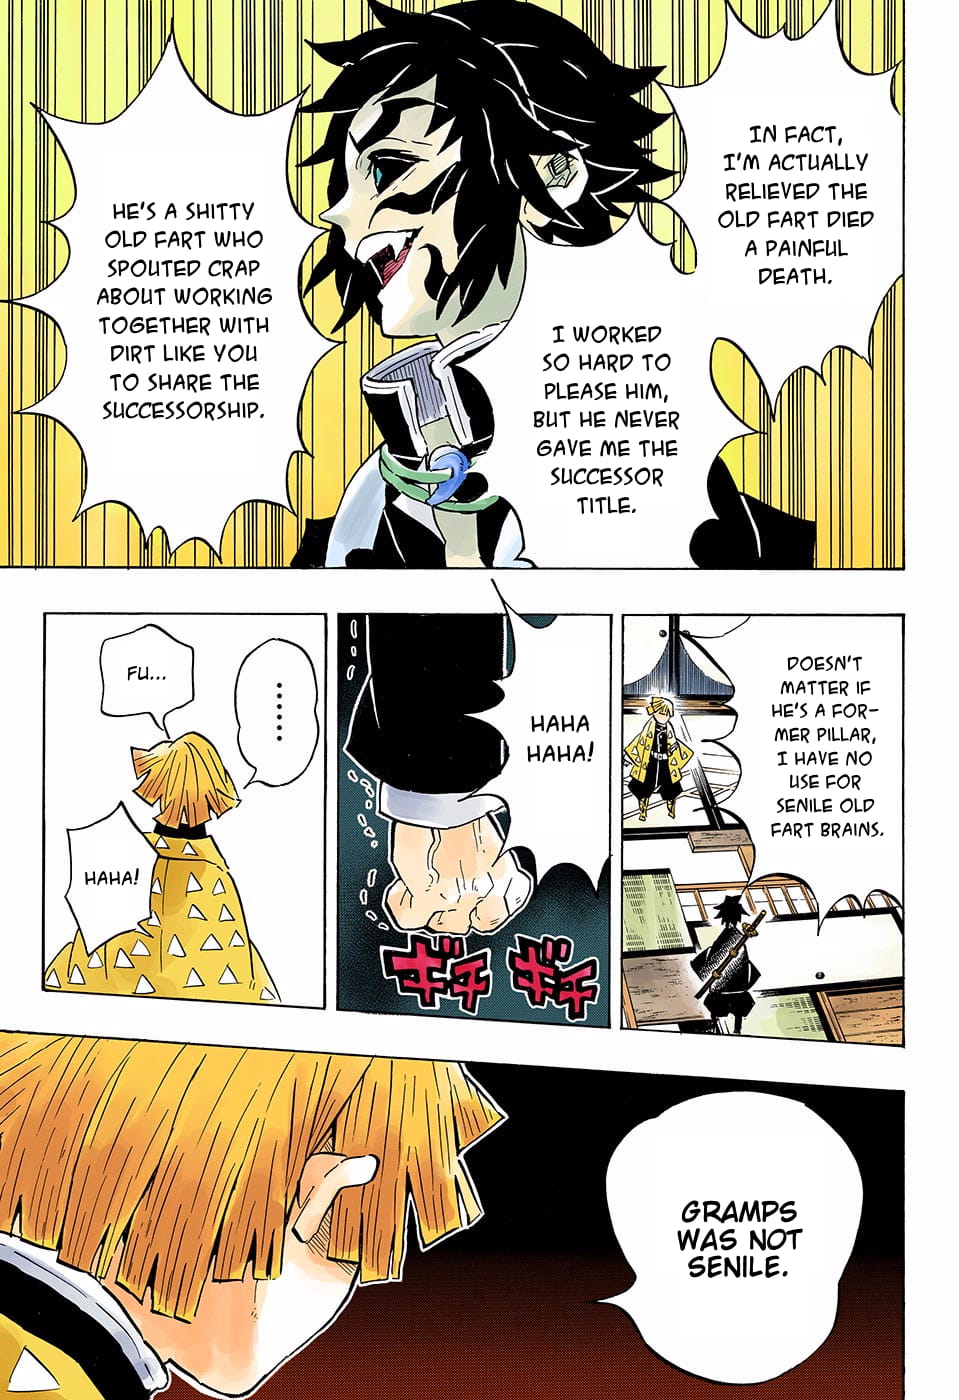 IN FACT,
I'M ACTUALLY
RELIEVED THE
OLD FART DIED
A PAINFUL
DEATH.
I WORKED
SO HARD TO
PLEASE HIM,
BUT HE NEVER
GAVE ME THE
SUCCESSOR
TITLE.
HE'S A SHITTY
OLD FART WHO
SPOUTED CRAP
ABOUT WORKING
TOGETHER WITH
DIRT LIKE YOU
TO SHARE THE
SUCCESSORSHIP.
DOESN'T
MATTER IF
HE'S A FOR-
MER PILLAR,
I HAVE NO
USE FOR
SENILE OLD
FART BRAINS.
HAHA
HAHA!
ギチ ギチ
......
FU...
HAHA!
GRAMPS
WAS NOT
SENILE.